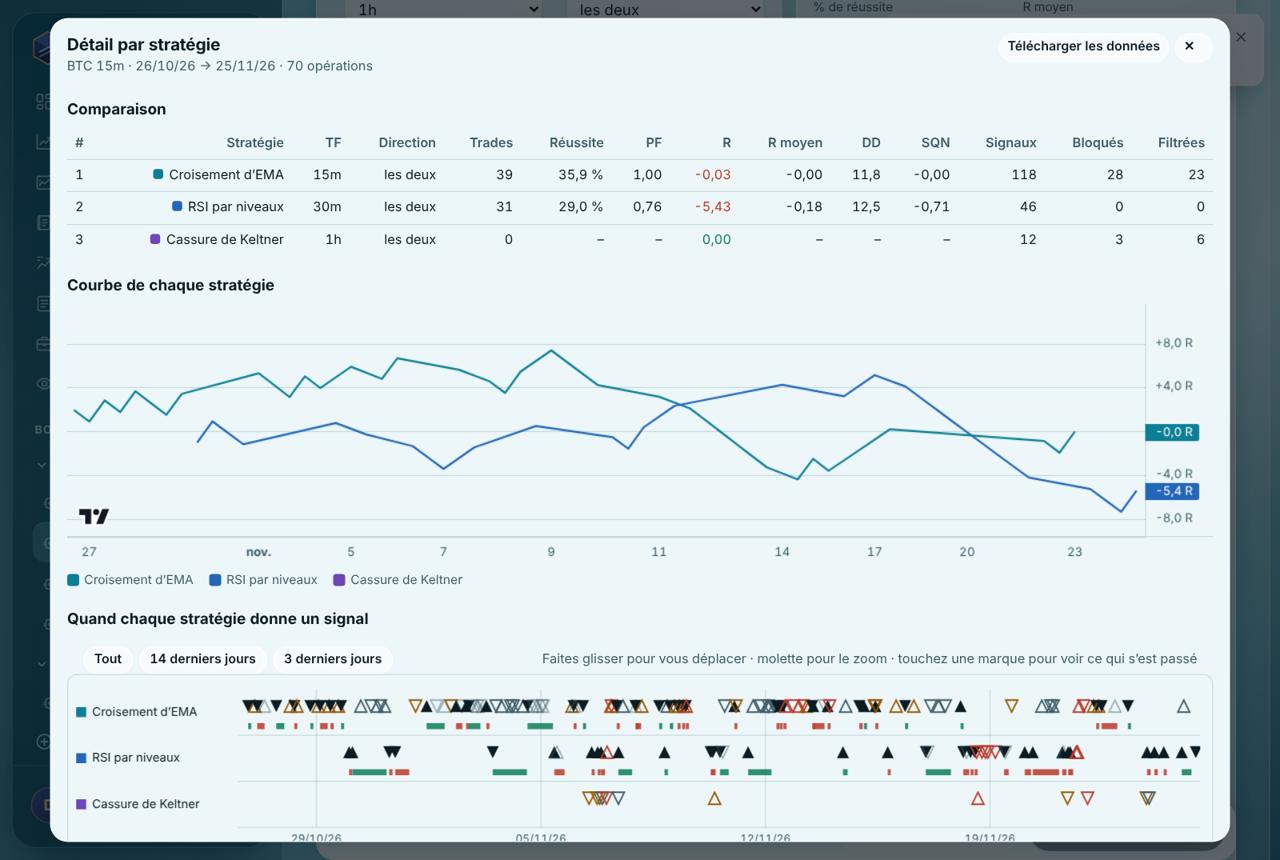 1h les deux % de réussite R moyen
Détail par stratégie
Télécharger les données ×
BTC 15m · 26/10/26 → 25/11/26 · 70 opérations
Comparaison
# Stratégie TF Direction Trades Réussite PF R R moyen DD SQN Signaux Bloqués Filtrées
1 Croisement d’EMA 15m les deux 39 35,9 % 1,00 -0,03 -0,00 11,8 -0,00 118 28 23
2 RSI par niveaux 30m les deux 31 29,0 % 0,76 -5,43 -0,18 12,5 -0,71 46 0 0
3 Cassure de Keltner 1h les deux 0 – – 0,00 – – – 12 3 6
Courbe de chaque stratégie
+8,0 R
+4,0 R
-0,0 R
-4,0 R
-5,4 R
-8,0 R
27 nov. 5 7 9 11 14 17 20 23
Croisement d’EMA RSI par niveaux Cassure de Keltner
Quand chaque stratégie donne un signal
Tout 14 derniers jours 3 derniers jours Faites glisser pour vous déplacer · molette pour le zoom · touchez une marque pour voir ce qui s’est passé
Croisement d’EMA
RSI par niveaux
Cassure de Keltner
29/10/26 05/11/26 12/11/26 19/11/26